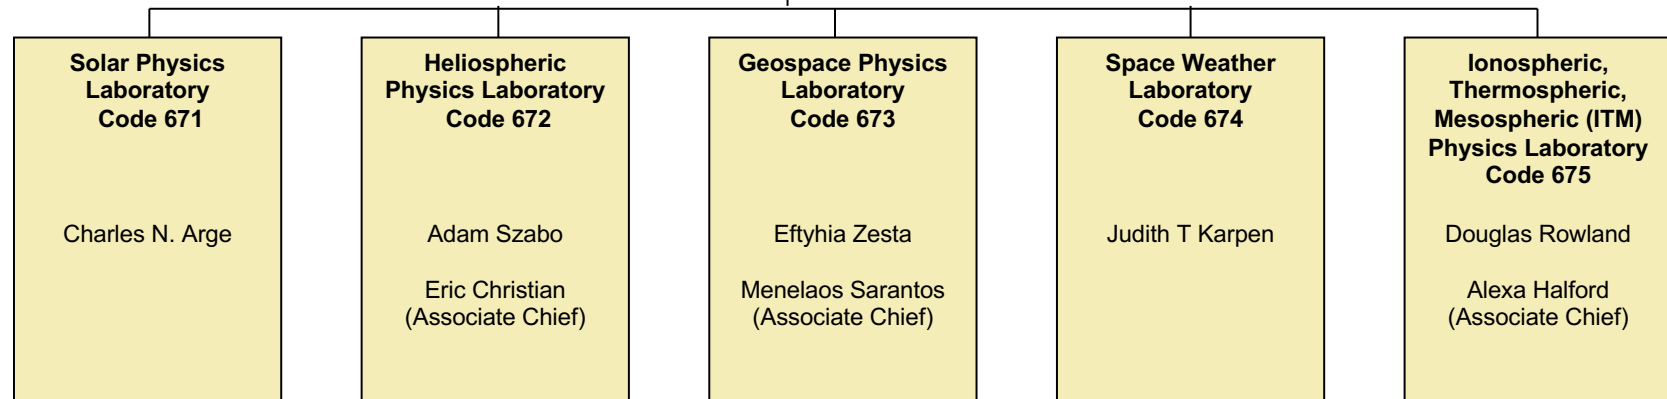 Solar Physics
Laboratory
Code 671
Charles N. Arge
Heliospheric
Physics Laboratory
Code 672
Adam Szabo
Eric Christian
(Associate Chief)
Geospace Physics
Laboratory
Code 673
Eftyhia Zesta
Menelaos Sarantos
(Associate Chief)
Space Weather
Laboratory
Code 674
Judith T Karpen
Ionospheric,
Thermospheric,
Mesospheric (ITM)
Physics Laboratory
Code 675
Douglas Rowland
Alexa Halford
(Associate Chief)